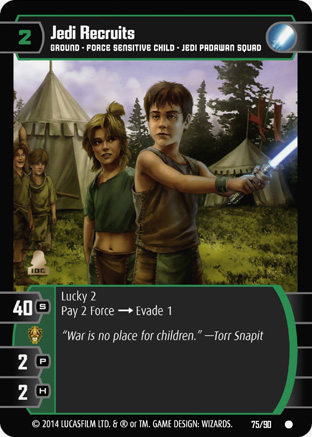 2 Jedi Recruits
GROUND - FORCE SENSITIVE CHILD - JEDI PADAWAN SQUAD
IDG
40 S
Lucky 2
Pay 2 Force → Evade 1
"War is no place for children." —Torr Snapit
2 P
2 H
© 2014 LUCASFILM LTD. & ® or TM. GAME DESIGN: WIZARDS. 75/90